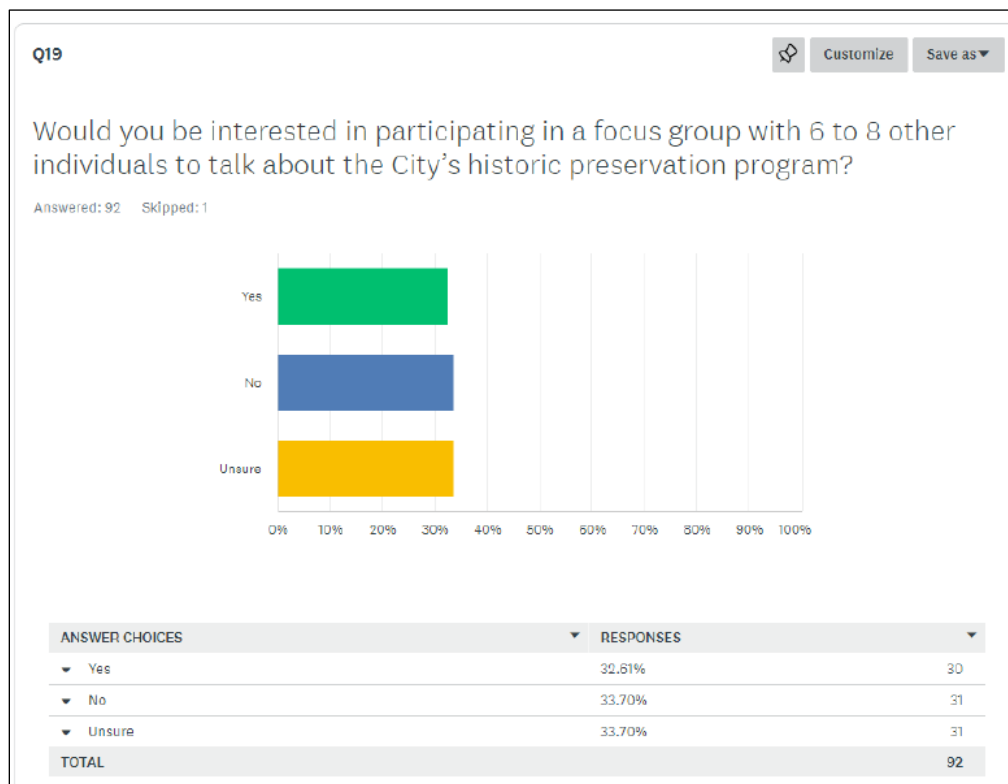 Q19
Customize
Save as
Would you be interested in participating in a focus group with 6 to 8 other
individuals to talk about the City's historic preservation program?
Answered: 92 Skipped: 1
Yes
No
Unsure
0% 10% 20% 30% 40% 50% 60% 70% 80% 90% 100%
ANSWER CHOICES RESPONSES
Yes 32.61% 30
No 33.70% 31
Unsure 33.70% 31
TOTAL 92